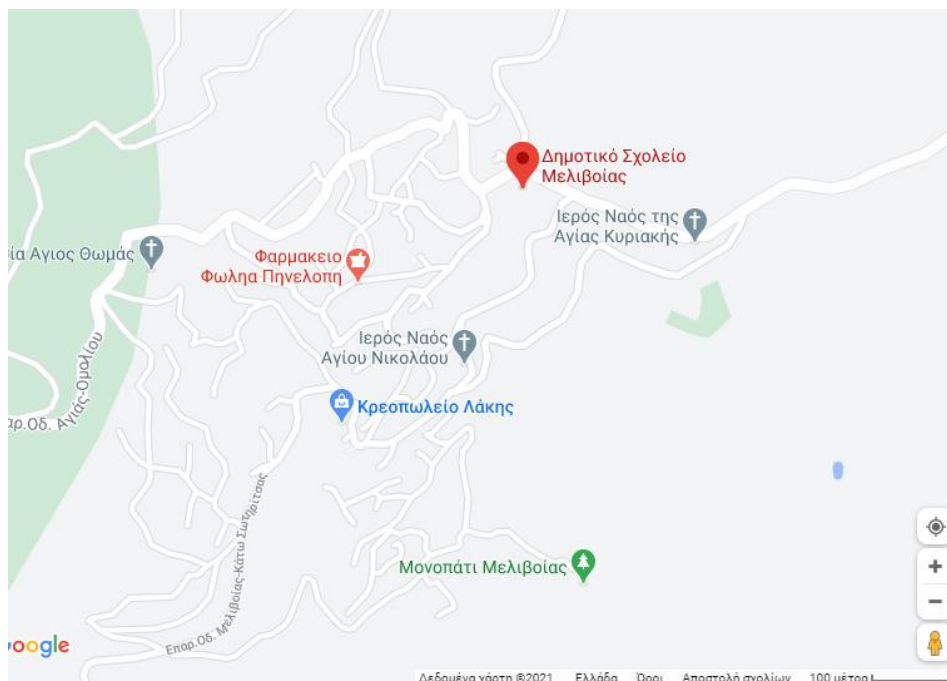 Δημοτικό Σχολείο
Μελιβοίας
Ιερός Ναός της
Αγίας Κυριακής
ία Αγιος Θωμάς
Φαρμακειο
Φωληα Πηνελοπη
Ιερός Ναός
Αγίου Νικολάου
αρ.Οδ. Αγιάς-Ομολίου
Κρεοπωλείο Λάκης
Επαρ.Οδ. Μελιβοίας-Κάτω Σωτηρίτσας
Μονοπάτι Μελιβοίας
oogle
Δεδομένα χάρτη ©2021 Ελλάδα Όροι Αποστολή σχολίων 100 μέτρα